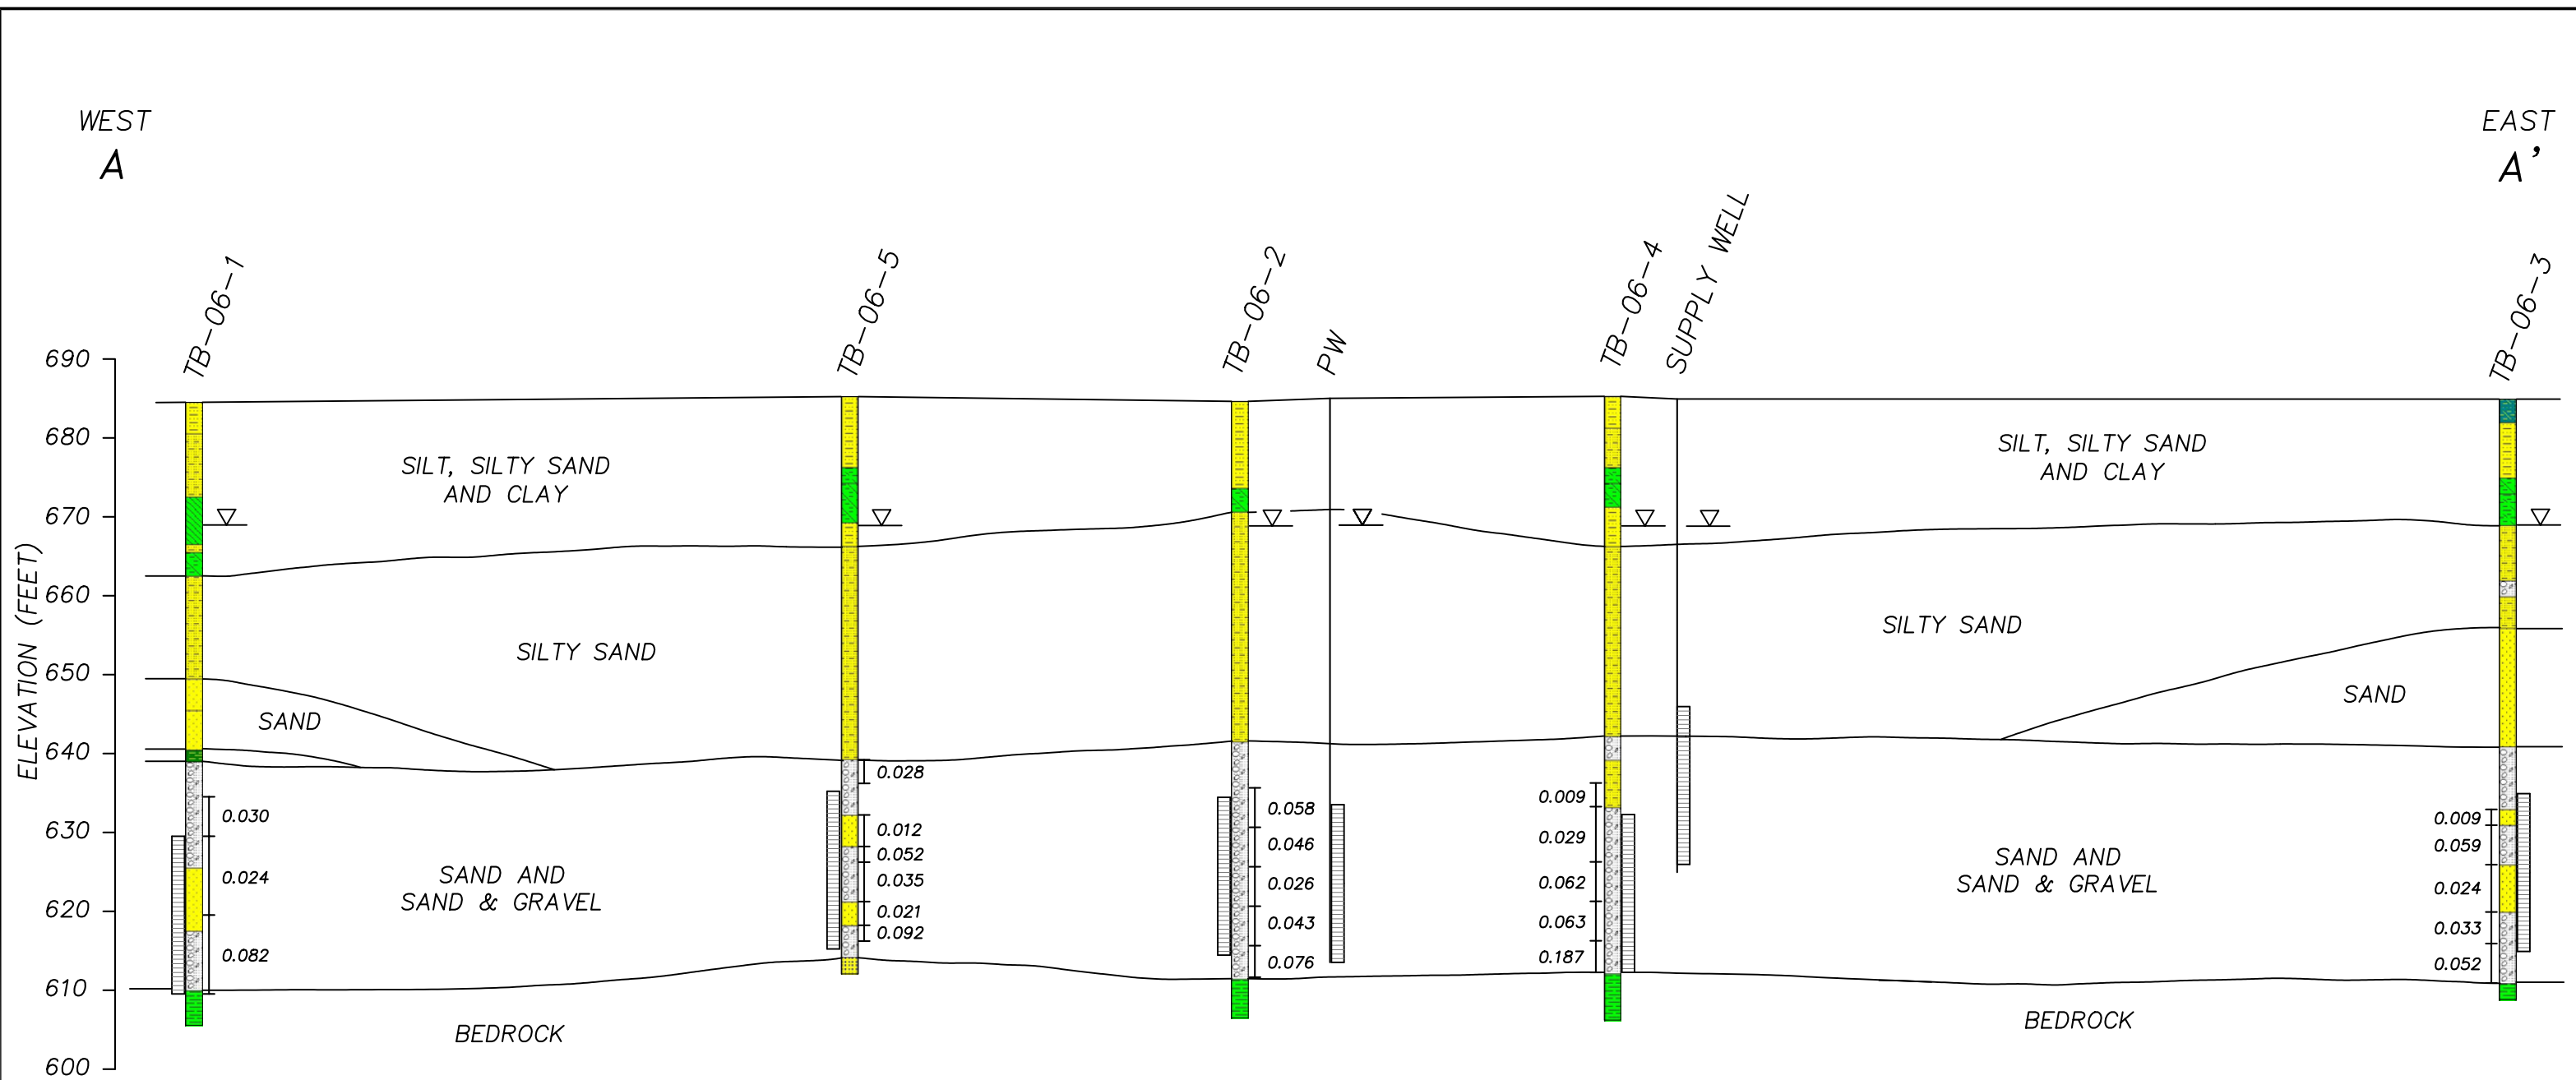 WEST
A
EAST
A’
TB-06-1
TB-06-5
TB-06-2
PW
TB-06-4
SUPPLY WELL
TB-06-3
ELEVATION (FEET)
690
680
670
660
650
640
630
620
610
600
SILT, SILTY SAND
AND CLAY
SILT, SILTY SAND
AND CLAY
SILTY SAND
SILTY SAND
SAND
SAND
SAND AND
SAND & GRAVEL
SAND AND
SAND & GRAVEL
BEDROCK
BEDROCK
0.030
0.024
0.082
0.028
0.012
0.052
0.035
0.021
0.092
0.058
0.046
0.026
0.043
0.076
0.009
0.029
0.062
0.063
0.187
0.009
0.059
0.024
0.033
0.052